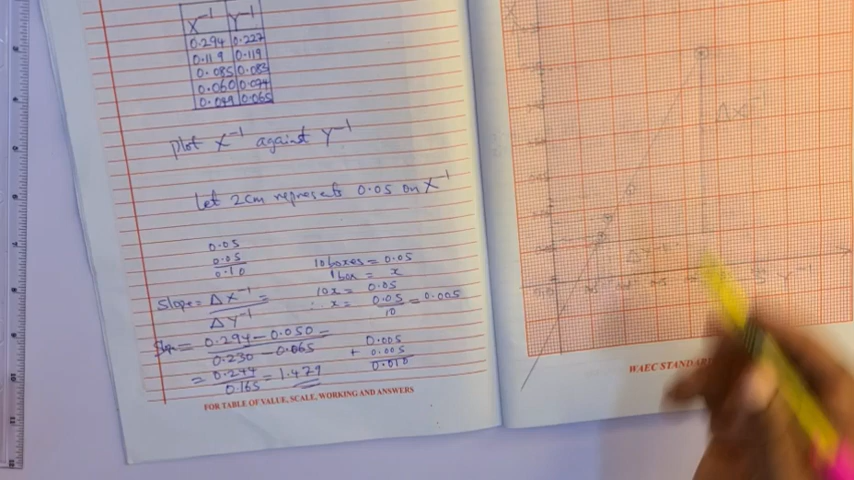 X⁻¹ Y⁻¹
0.294 0.227
0.119 0.119
0.085 0.083
0.060 0.074
0.049 0.065
plot X⁻¹ against Y⁻¹
Let 2cm represents 0.05 on X⁻¹
0.05
0.05
0.10
Slope = ΔX⁻¹ =
ΔY⁻¹
Slope = 0.294 - 0.050 =
0.230 - 0.065
= 0.244 = 1.479
0.165
10 boxes = 0.05
1 box = x
10x = 0.05
∴ x = 0.05 = 0.005
10
0.005
+ 0.005
0.010
FOR TABLE OF VALUE, SCALE, WORKING AND ANSWERS
ΔX⁻¹
WAEC STANDARD